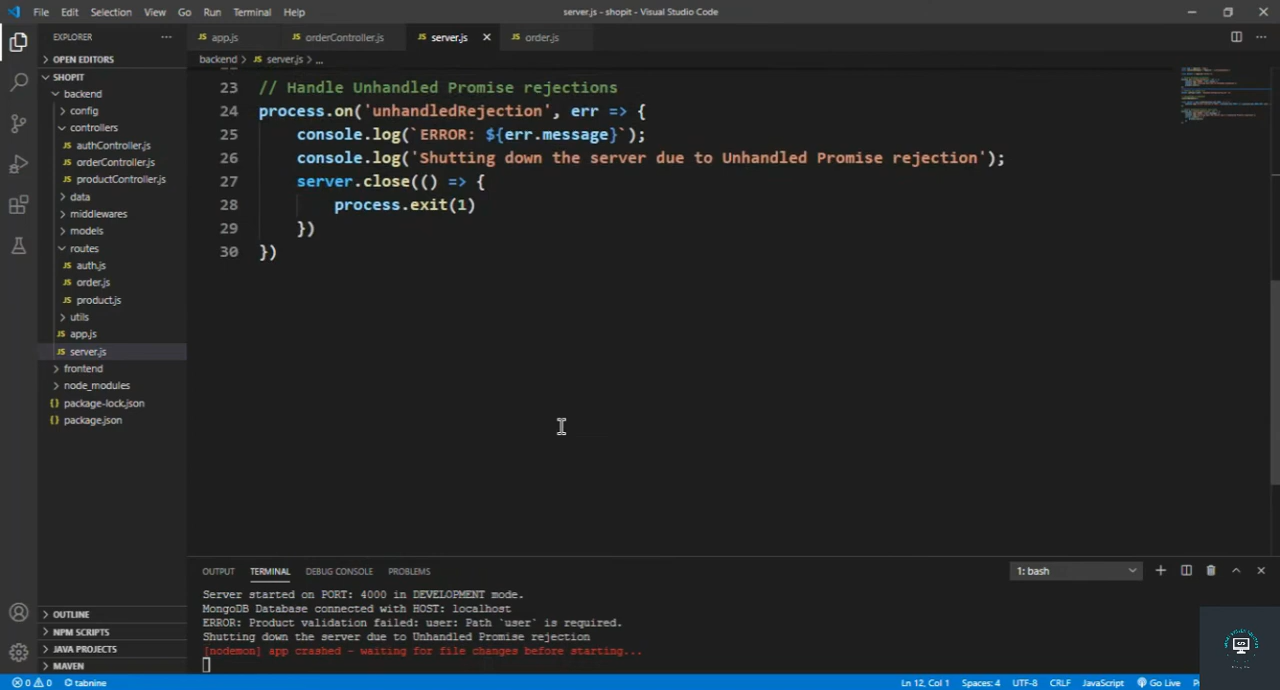 File Edit Selection View Go Run Terminal Help
server.js - shopit - Visual Studio Code
EXPLORER
OPEN EDITORS
SHOPIT
backend
config
controllers
authController.js
orderController.js
productController.js
data
middlewares
models
routes
auth.js
order.js
product.js
utils
app.js
server.js
frontend
node_modules
package-lock.json
package.json
OUTLINE
NPM SCRIPTS
JAVA PROJECTS
MAVEN
app.js orderController.js server.js order.js
backend > JS server.js > ...
23 // Handle Unhandled Promise rejections
24 process.on('unhandledRejection', err => {
25 console.log(`ERROR: ${err.message}`);
26 console.log('Shutting down the server due to Unhandled Promise rejection');
27 server.close(() => {
28 process.exit(1)
29 })
30 })
OUTPUT TERMINAL DEBUG CONSOLE PROBLEMS
1: bash
Server started on PORT: 4000 in DEVELOPMENT mode.
MongoDB Database connected with HOST: localhost
ERROR: Product validation failed: user: Path `user` is required.
Shutting down the server due to Unhandled Promise rejection
[nodemon] app crashed - waiting for file changes before starting...
0 0 tabnine
Ln 12, Col 1 Spaces: 4 UTF-8 CRLF JavaScript Go Live